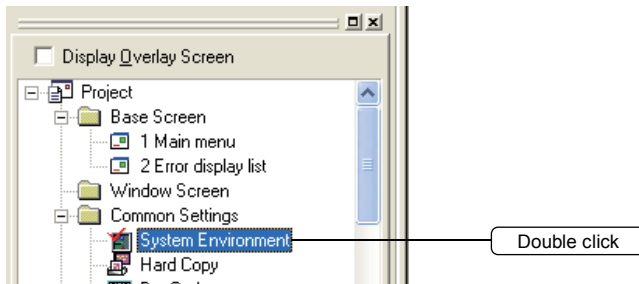 Display Overlay Screen
Project
Base Screen
1 Main menu
2 Error display list
Window Screen
Common Settings
System Environment
Double click
Hard Copy